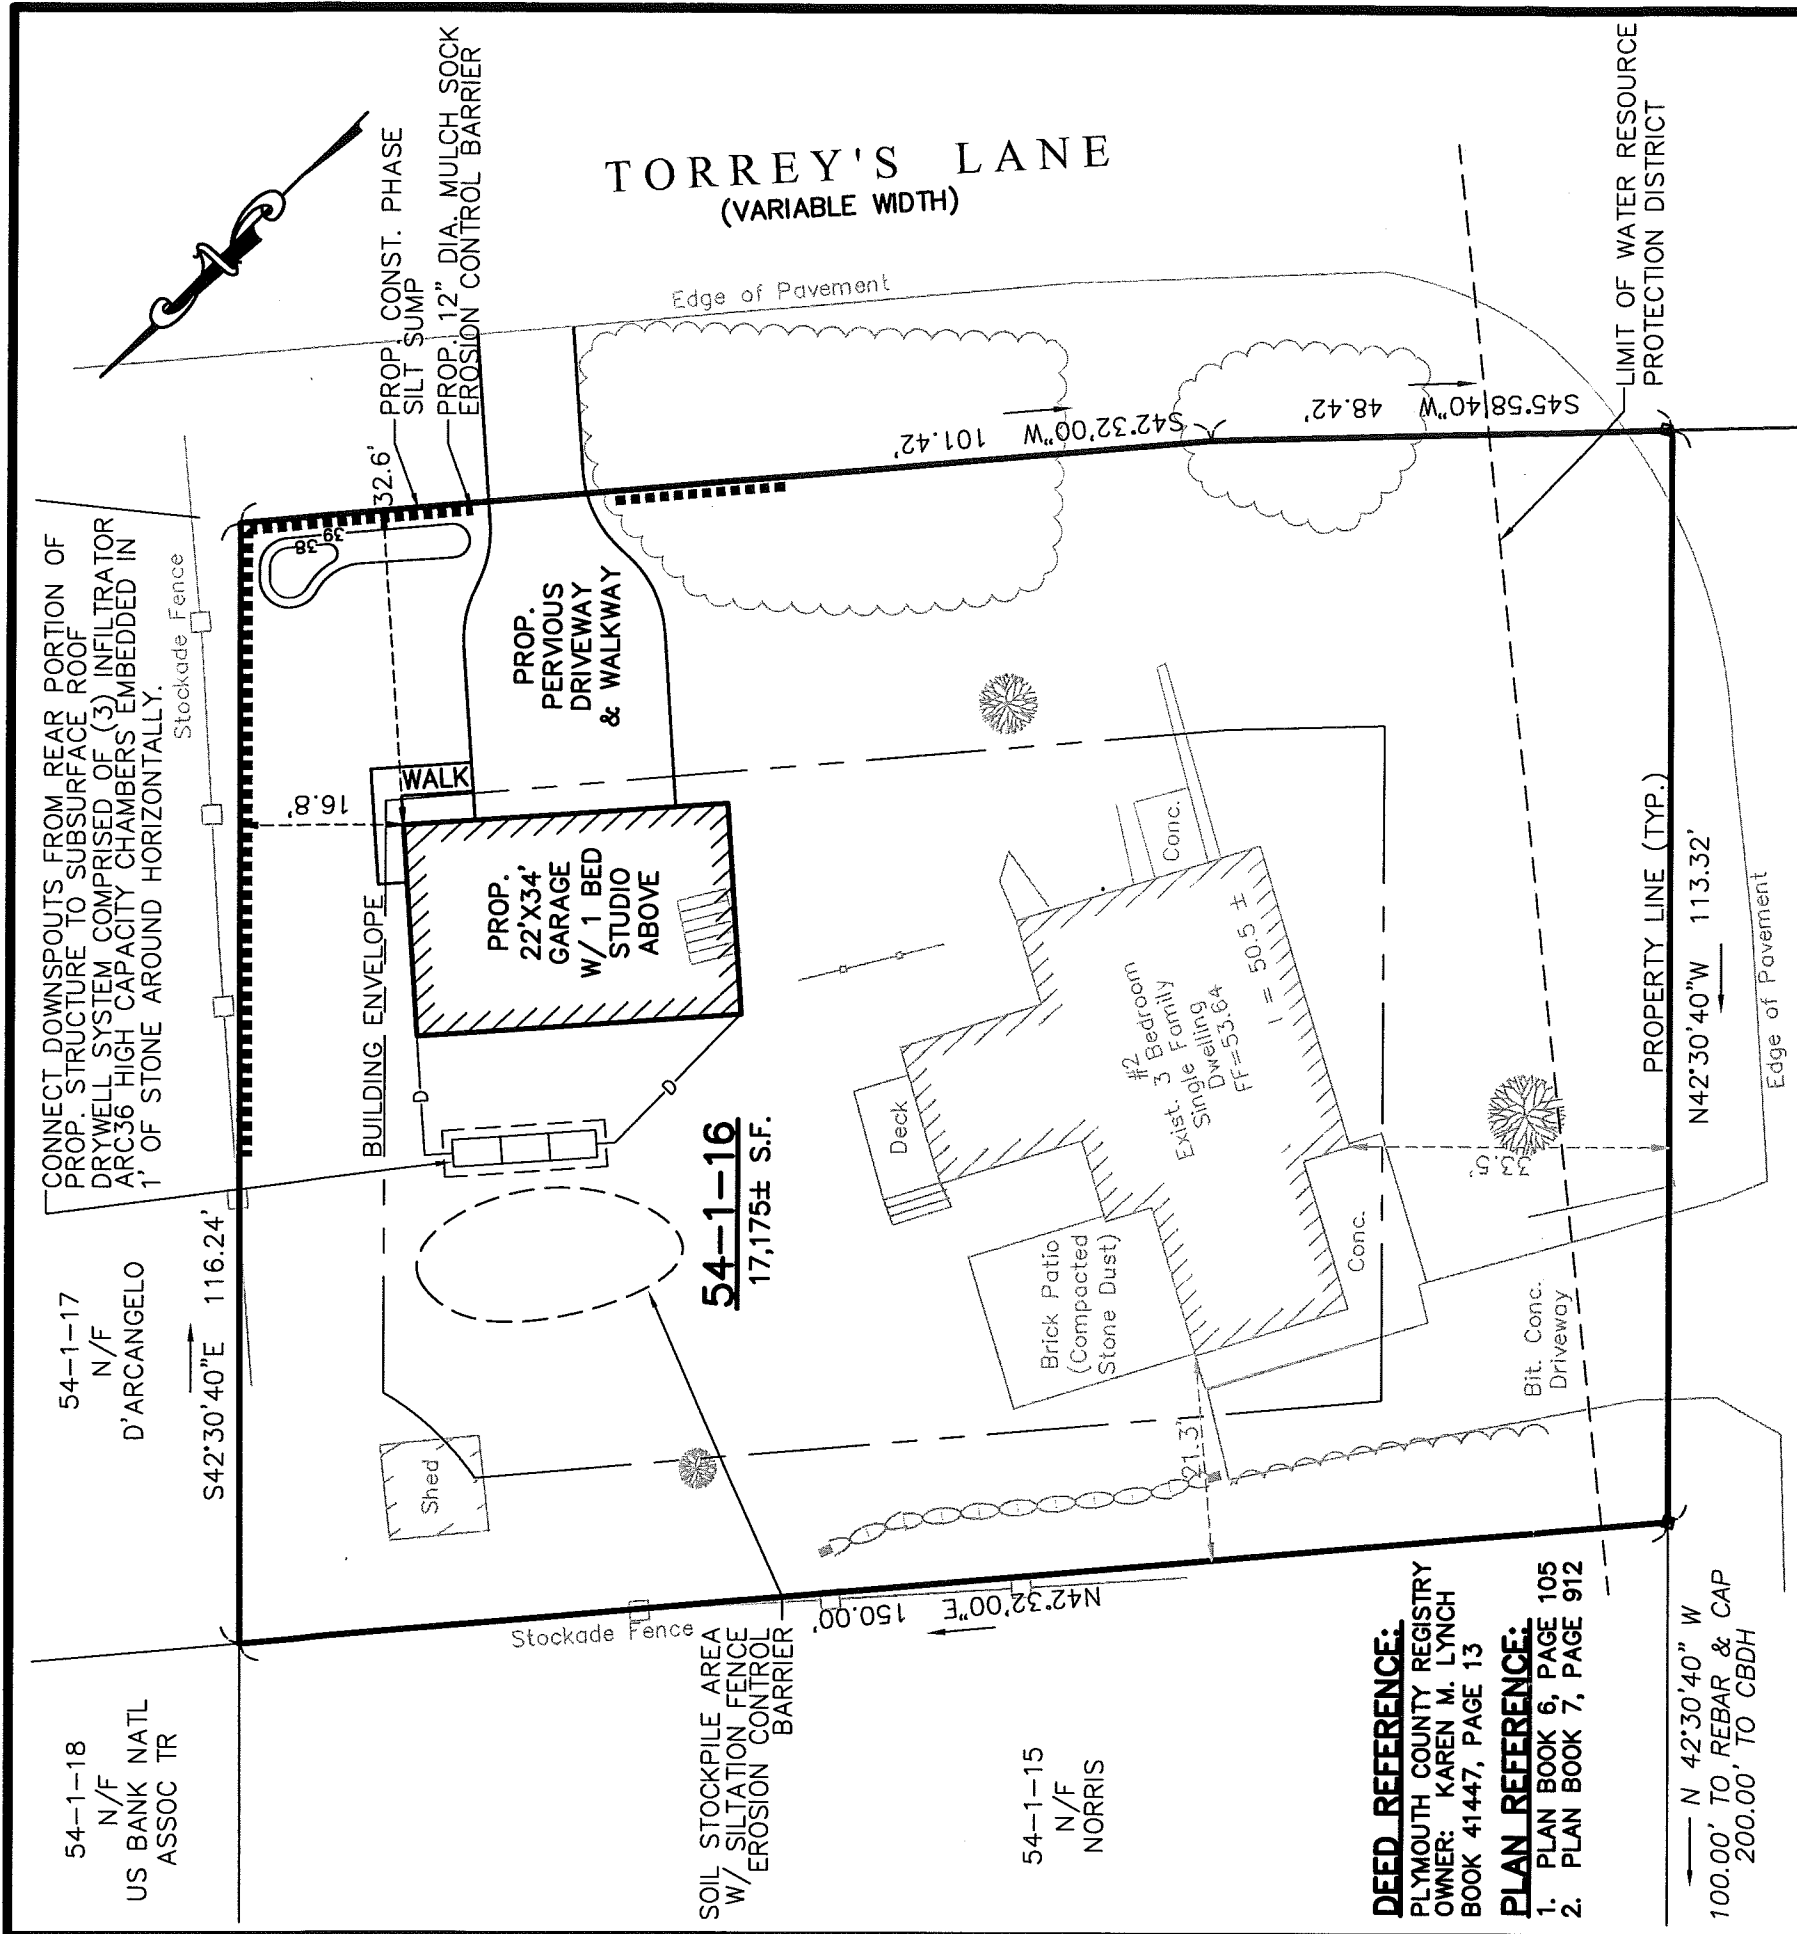 CONNECT DOWNSPOUTS FROM REAR PORTION OF
PROP. STRUCTURE TO SUBSURFACE ROOF
DRYWELL SYSTEM COMPRISED OF (3) INFILTRATOR
ARC36 HIGH CAPACITY CHAMBERS EMBEDDED IN
1' OF STONE AROUND HORIZONTALLY.
Stockade Fence
PROP. CONST. PHASE
SILT SUMP
PROP. 12" DIA. MULCH SOCK
EROSION CONTROL BARRIER
TORREY'S LANE
(VARIABLE WIDTH)
Edge of Pavement
LIMIT OF WATER RESOURCE
PROTECTION DISTRICT
54-1-18
N/F
US BANK NATL
ASSOC TR
54-1-17
N/F
D'ARCANGELO
S42°30'40"E 116.24'
32.6'
39
38
16.8'
WALK
BUILDING ENVELOPE
PROP.
PERVIOUS
DRIVEWAY
& WALKWAY
PROP.
22'X34'
GARAGE
W/ 1 BED
STUDIO
ABOVE
D
D
54-1-16
17,175± S.F.
Shed
S42°32'00"W 101.42'
S45°58'40"W 48.42'
Deck
#2
Exist. 3 Bedroom
Single Family
Dwelling
FF=53.64
= 50.5 ±
Conc.
Brick Patio
(Compacted
Stone Dust)
Conc.
33.5'
21.3'
Bit. Conc.
Driveway
PROPERTY LINE (TYP.)
N42°30'40"W 113.32'
Edge of Pavement
Stockade Fence
N42°32'00"E 150.00'
SOIL STOCKPILE AREA
W/ SILTATION FENCE
EROSION CONTROL
BARRIER
54-1-15
N/F
NORRIS
DEED REFERENCE:
PLYMOUTH COUNTY REGISTRY
OWNER: KAREN M. LYNCH
BOOK 41447, PAGE 13
PLAN REFERENCE:
1. PLAN BOOK 6, PAGE 105
2. PLAN BOOK 7, PAGE 912
N 42°30'40" W
100.00' TO REBAR & CAP
200.00' TO CBDH